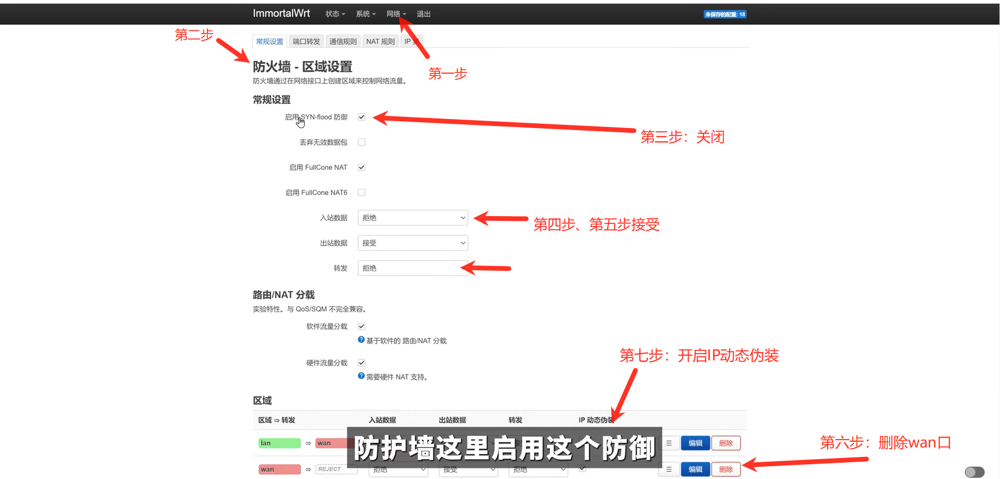 ImmortalWrt 状态 系统 网络 退出 未保存的配置: 18
第二步
常规设置 端口转发 通信规则 NAT 规则 IP
第一步
防火墙 - 区域设置
防火墙通过在网络接口上创建区域来控制网络流量。
常规设置
启用 SYN-flood 防御
第三步：关闭
丢弃无效数据包
启用 FullCone NAT
启用 FullCone NAT6
入站数据 拒绝
第四步、第五步接受
出站数据 接受
转发 拒绝
路由/NAT 分载
实验特性。与 QoS/SQM 不完全兼容。
软件流量分载
基于软件的 路由/NAT 分载
第七步：开启IP动态伪装
硬件流量分载
需要硬件 NAT 支持。
区域
区域 ⇒ 转发 入站数据 出站数据 转发 IP 动态伪装
lan ⇒ wan 编辑 删除
防护墙这里启用这个防御
第六步：删除wan口
wan ⇒ REJECT 拒绝 接受 拒绝 编辑 删除